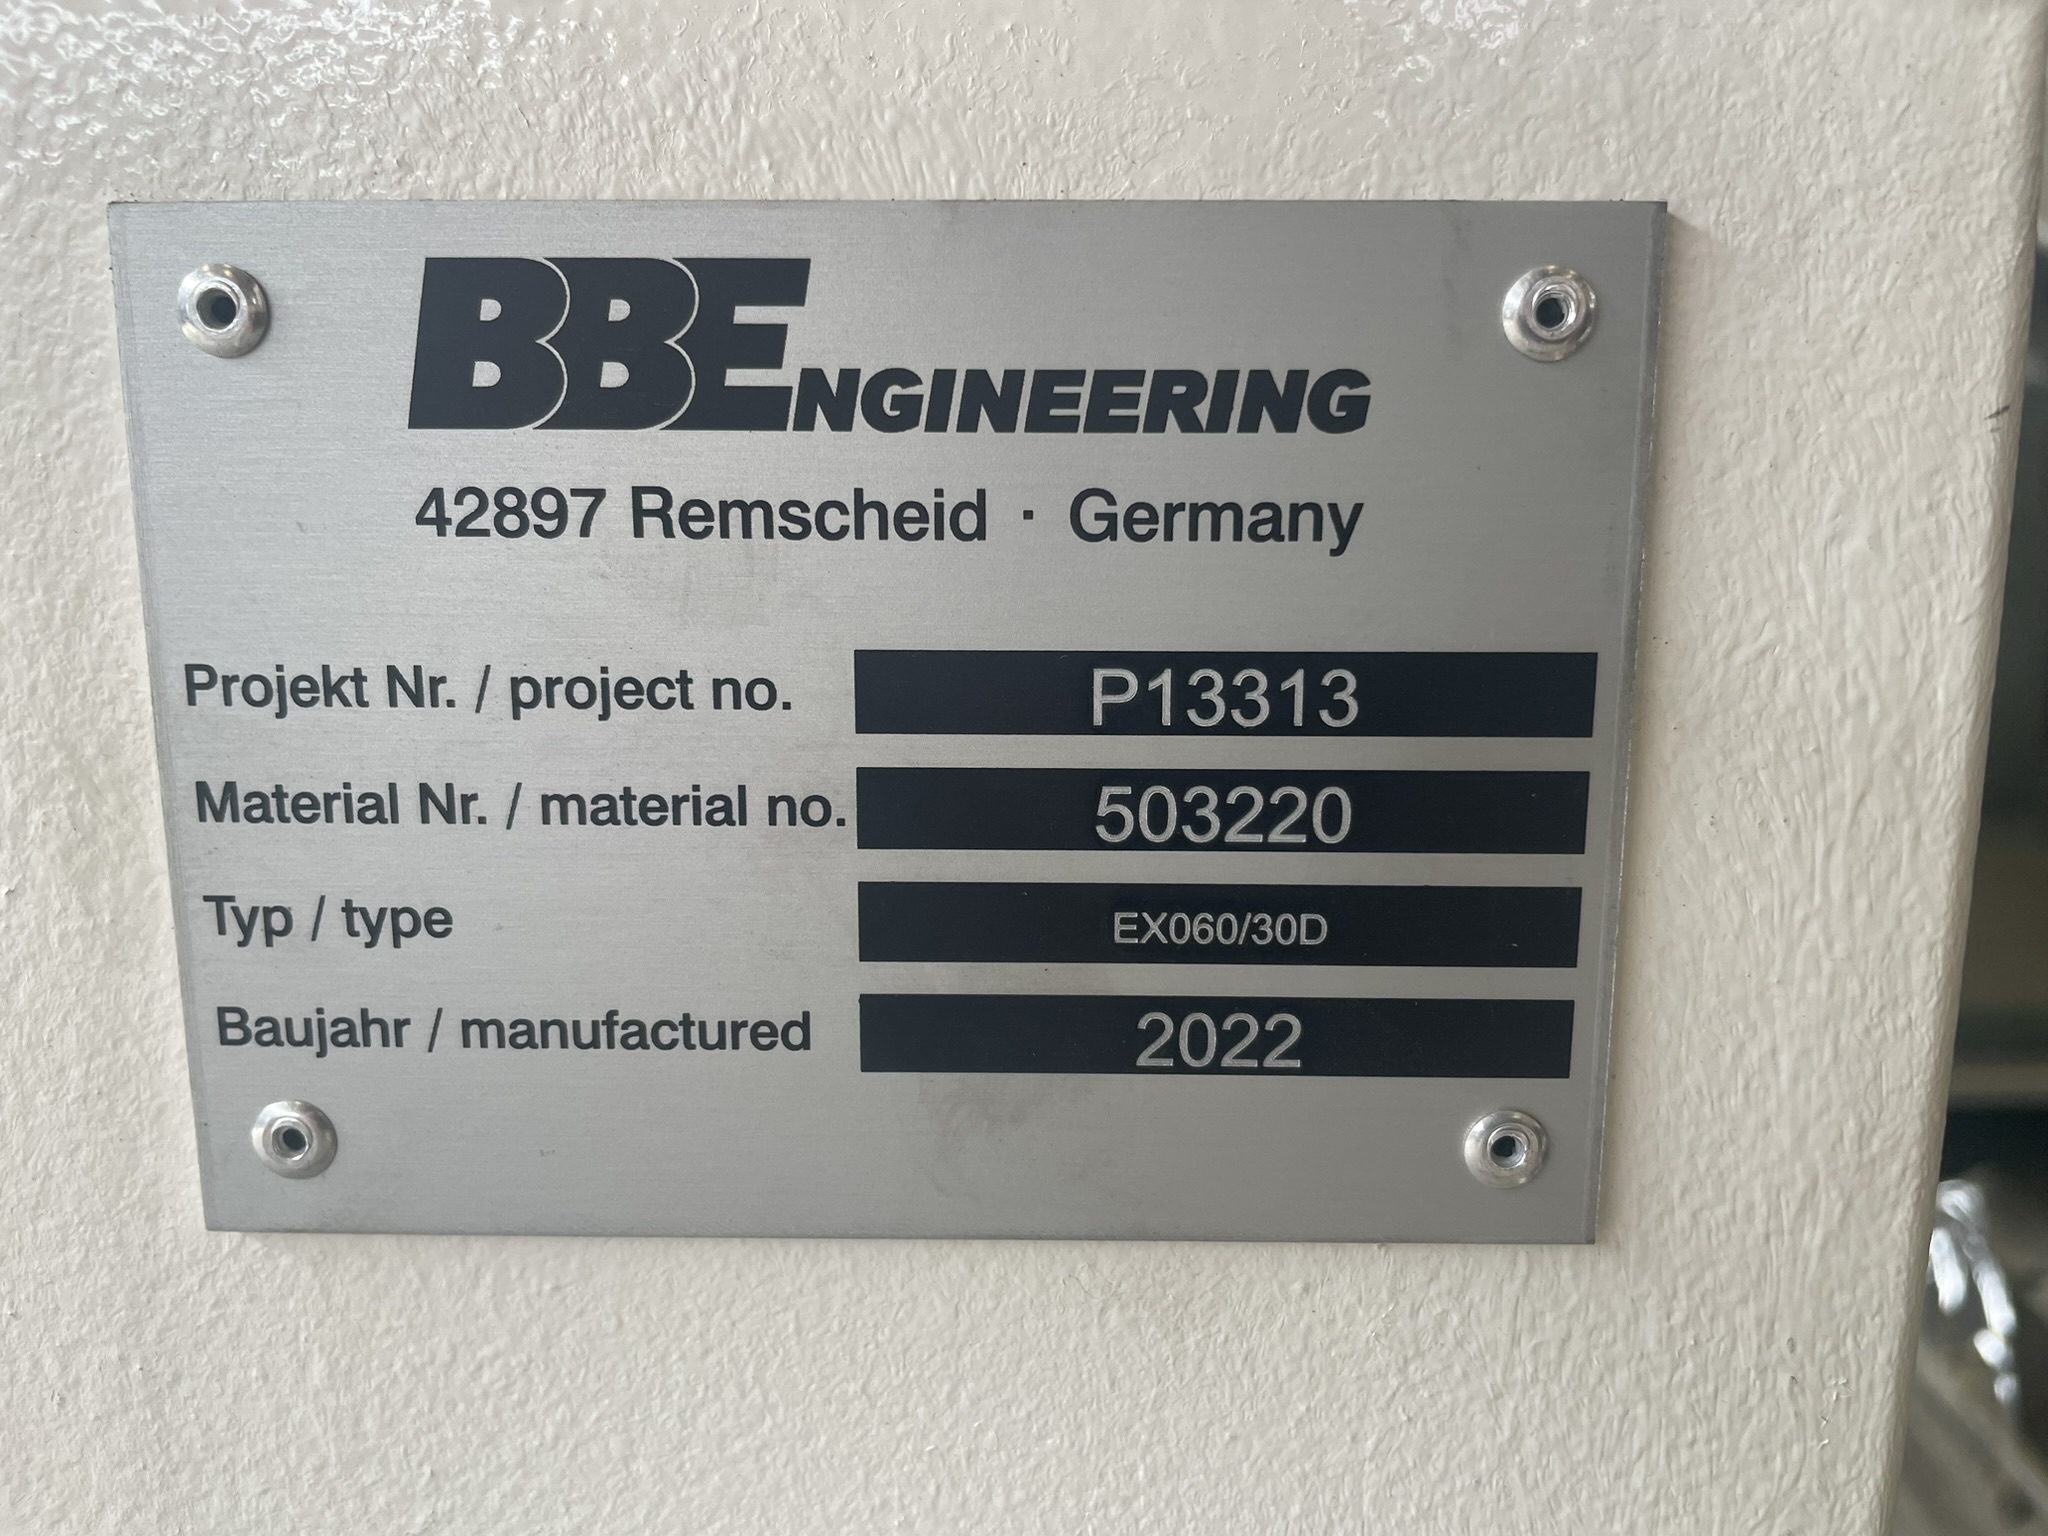 BBENGINEERING
42897 Remscheid · Germany
Projekt Nr. / project no. P13313
Material Nr. / material no. 503220
Typ / type EX060/30D
Baujahr / manufactured 2022